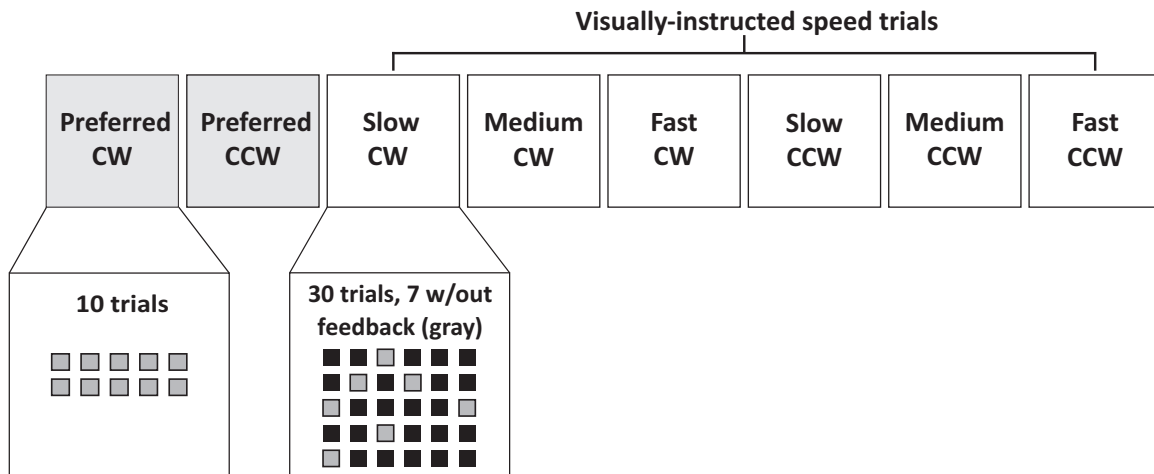 Visually-instructed speed trials
Preferred
CW
Preferred
CCW
Slow
CW
Medium
CW
Fast
CW
Slow
CCW
Medium
CCW
Fast
CCW
10 trials
30 trials, 7 w/out
feedback (gray)